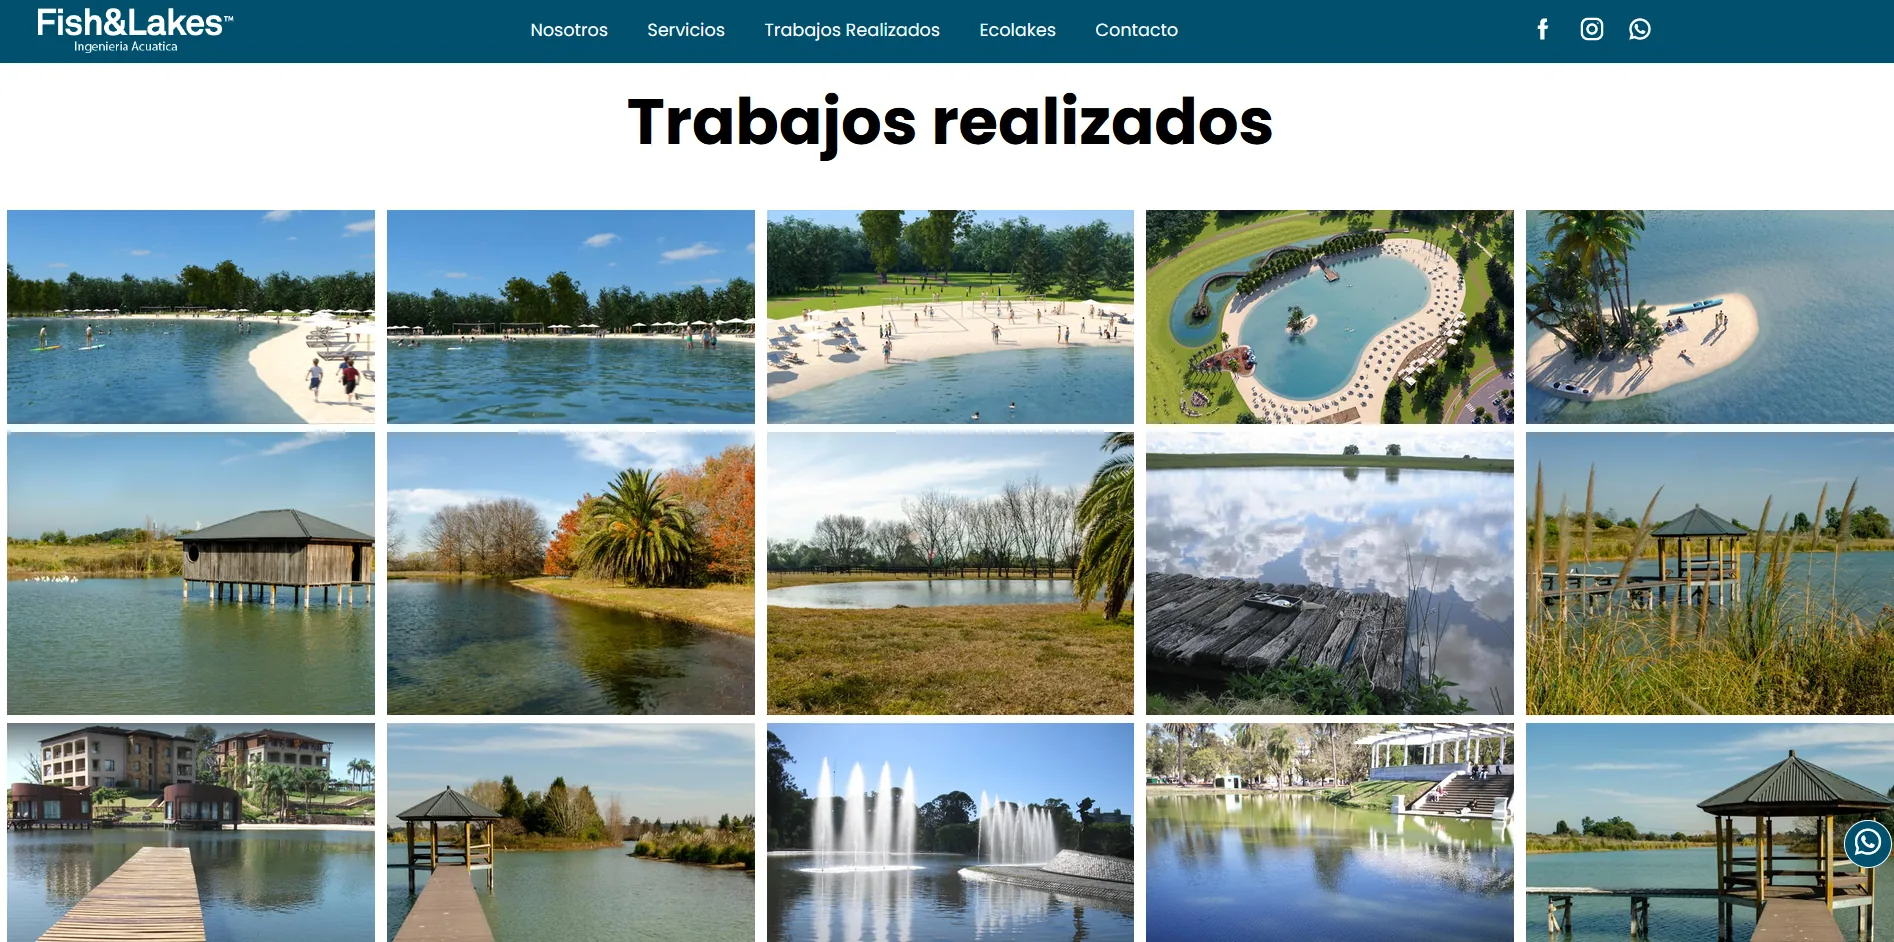 Fish&Lakes™
Ingenieria Acuatica
Nosotros Servicios Trabajos Realizados Ecolakes Contacto
Trabajos realizados